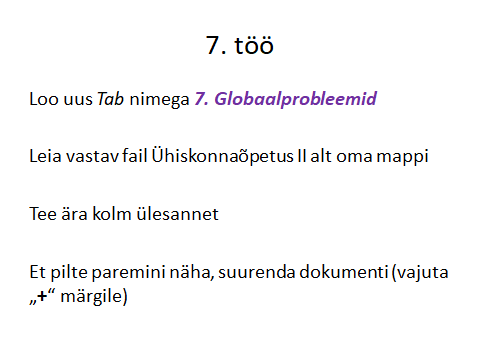 7. töö
Loo uus Tab nimega 7. Globaalprobleemid
Leia vastav fail Ühiskonnaõpetus II alt oma mappi
Tee ära kolm ülesannet
Et pilte paremini näha, suurenda dokumenti (vajuta
„+“ märgile)